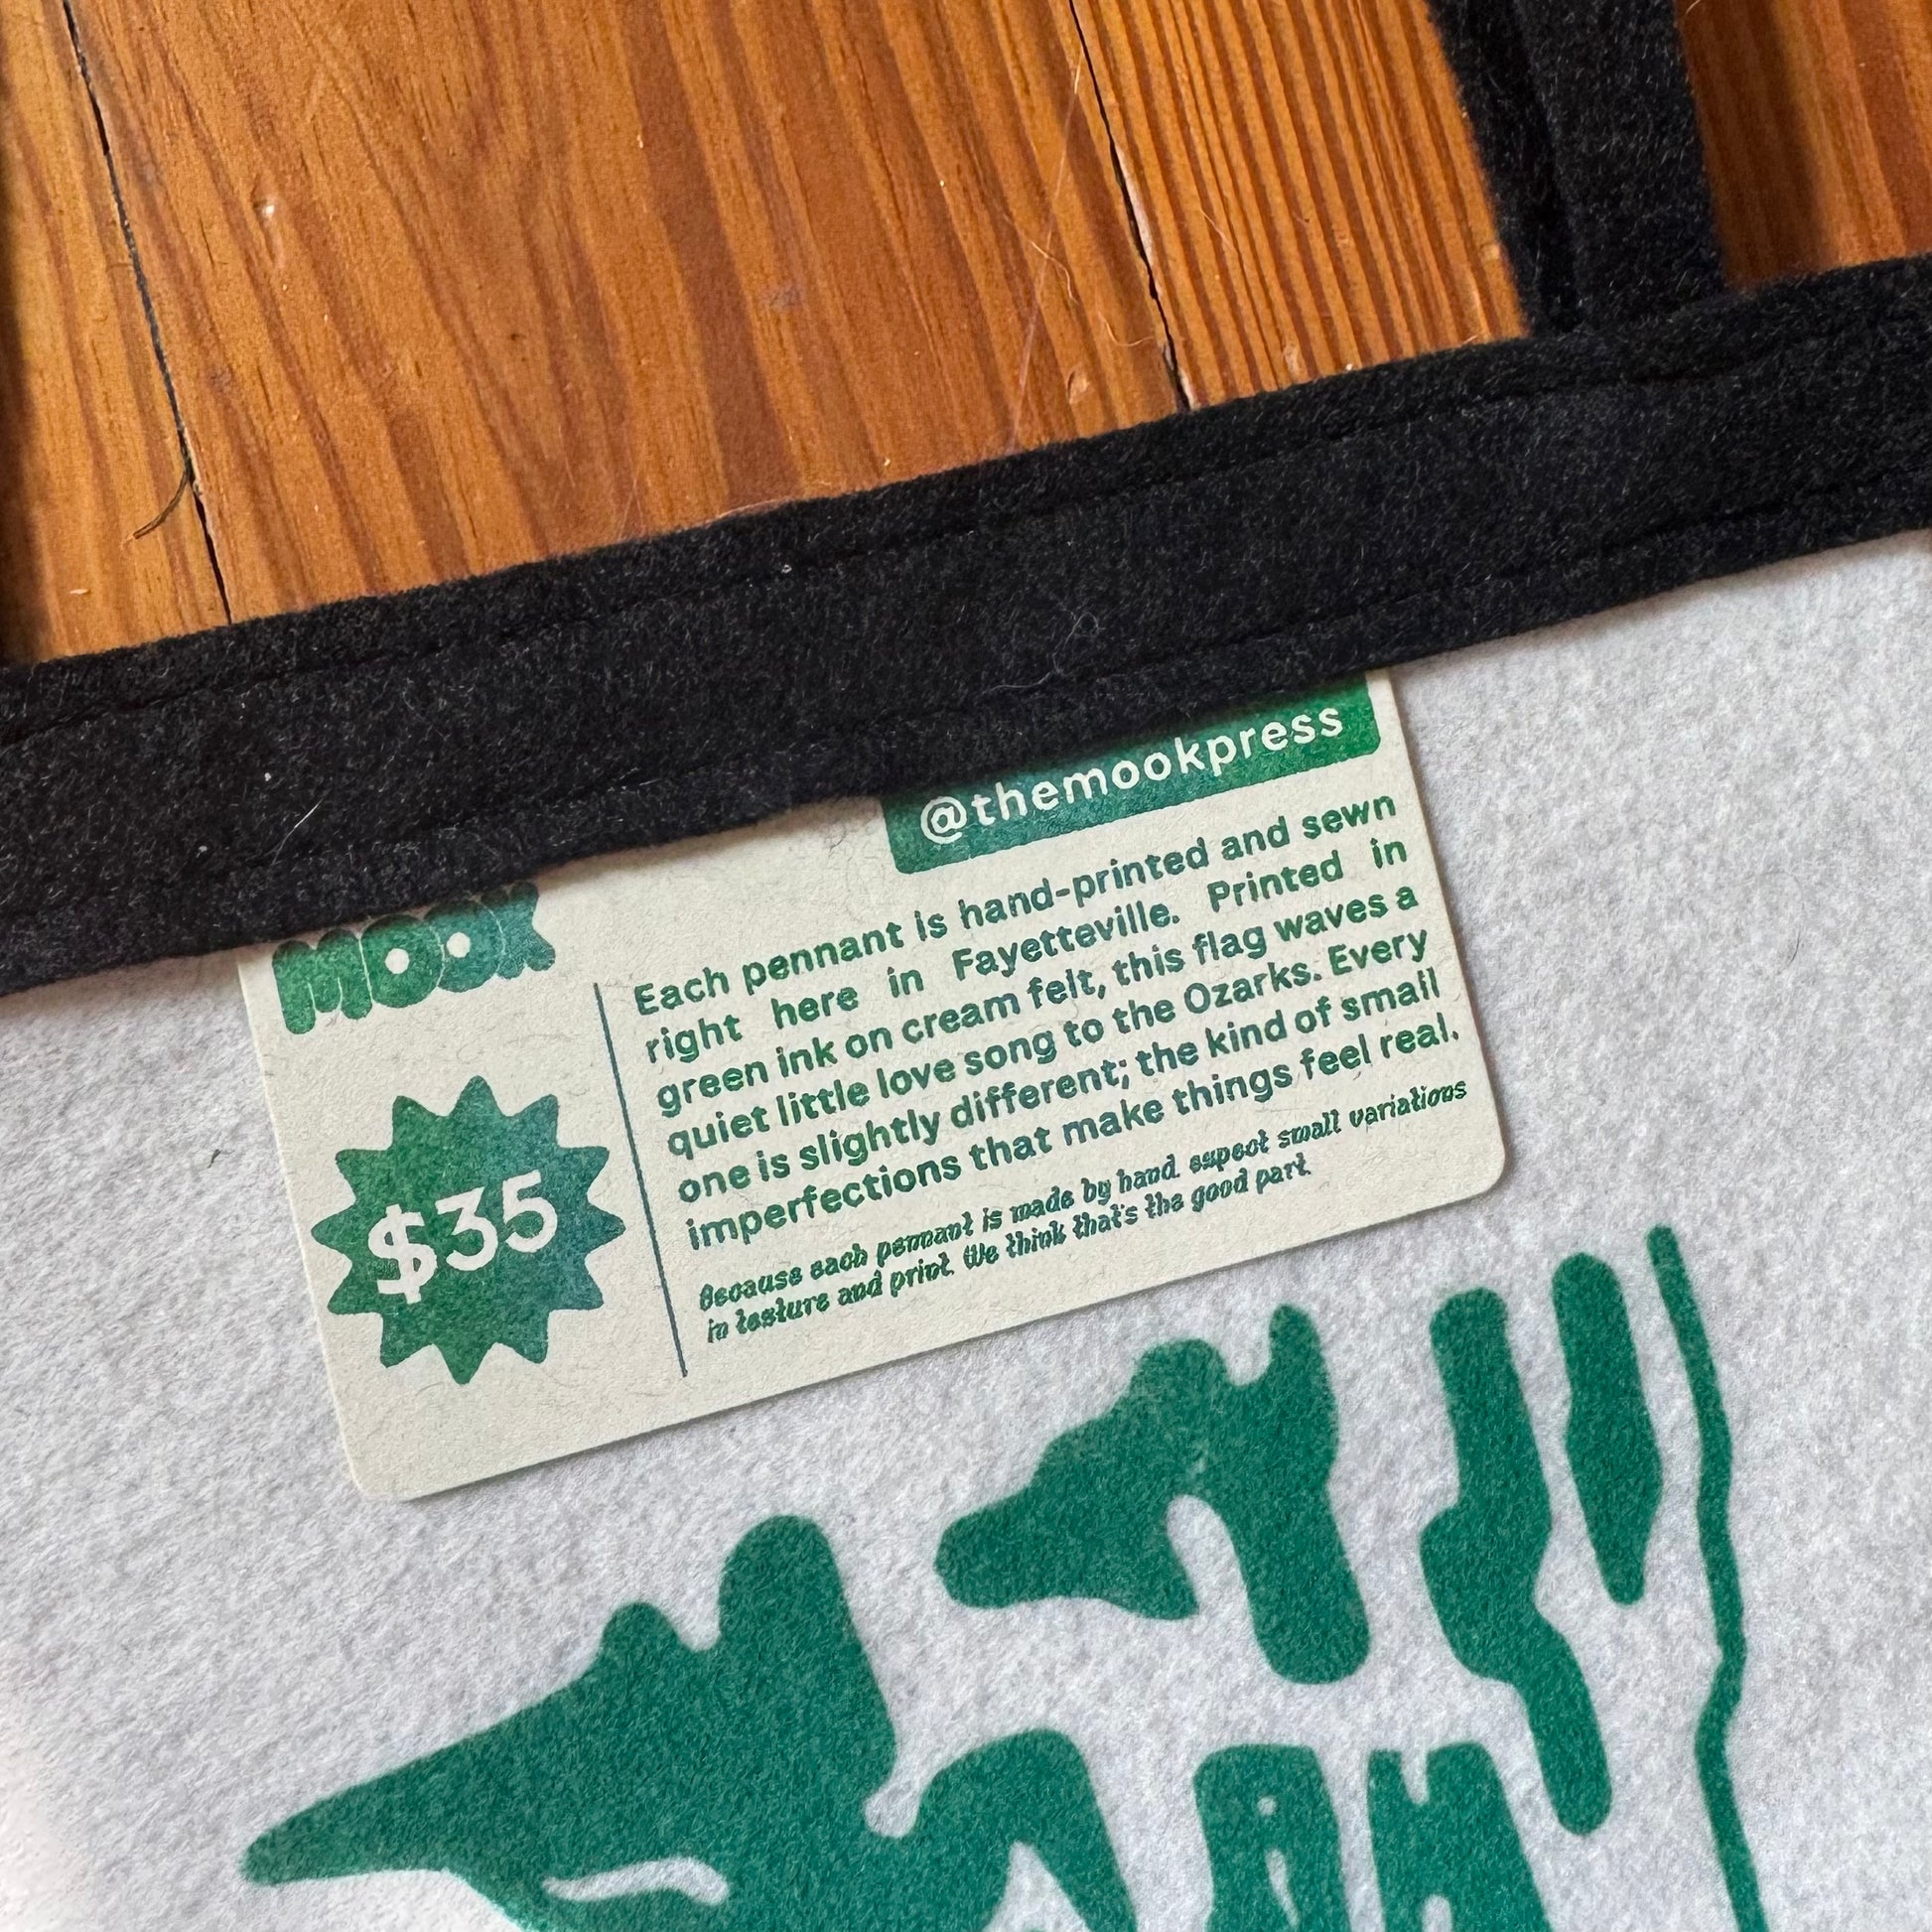 @themookpress
MOOK
$35
Each pennant is hand-printed and sewn
right here in Fayetteville. Printed in
green ink on cream felt, this flag waves a
quiet little love song to the Ozarks. Every
one is slightly different; the kind of small
imperfections that make things feel real.
Because each pennant is made by hand. expect small variations
in texture and print. We think that's the good part.